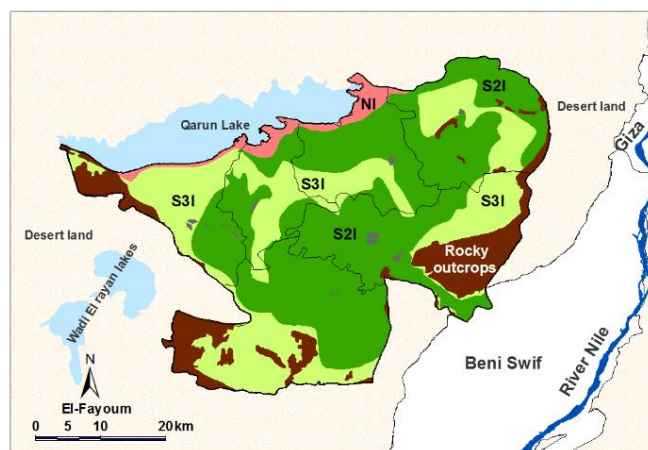 S2I
NI
Desert land
Qarun Lake
Giza
S3I
S3I
S3I
Desert land
S2I
Rocky
outcrops
Wadi El rayan lakes
N
Beni Swif
River Nile
El-Fayoum
0 5 10 20km